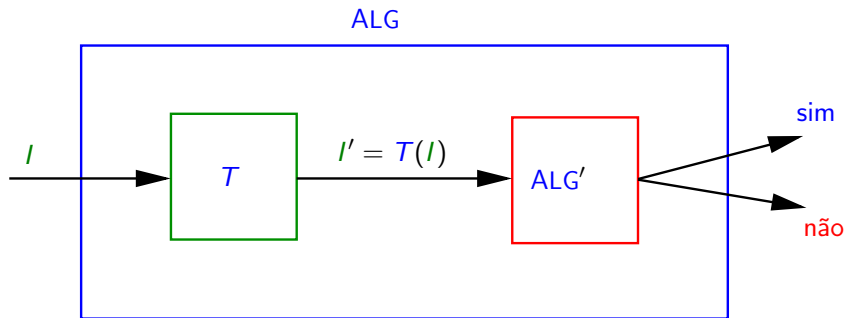 ALG
I
T
I′ = T(I)
ALG′
sim
não